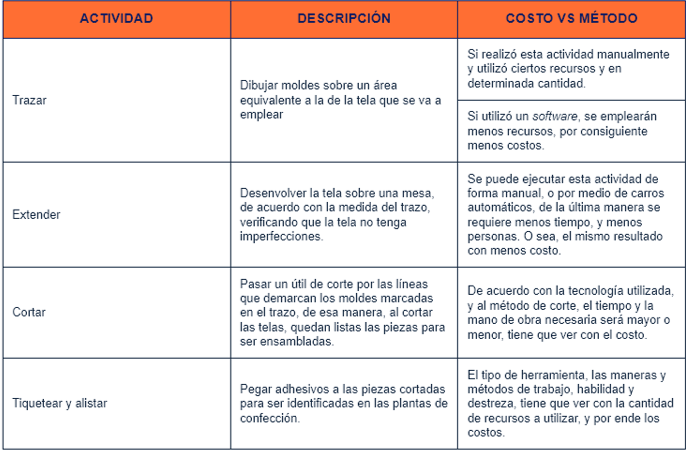 ACTIVIDAD
DESCRIPCIÓN
COSTO VS MÉTODO
Trazar
Dibujar moldes sobre un área
equivalente a la de la tela que se va a
emplear
Si realizó esta actividad manualmente
y utilizó ciertos recursos y en
determinada cantidad.
Si utilizó un software, se emplearán
menos recursos, por consiguiente
menos costos.
Extender
Desenvolver la tela sobre una mesa,
de acuerdo con la medida del trazo,
verificando que la tela no tenga
imperfecciones.
Se puede ejecutar esta actividad de
forma manual, o por medio de carros
automáticos, de la última manera se
requiere menos tiempo, y menos
personas. O sea, el mismo resultado
con menos costo.
Cortar
Pasar un útil de corte por las líneas
que demarcan los moldes marcadas
en el trazo, de esa manera, al cortar
las telas, quedan listas las piezas para
ser ensambladas.
De acuerdo con la tecnología utilizada,
y al método de corte, el tiempo y la
mano de obra necesaria será mayor o
menor, tiene que ver con el costo.
Tiquetear y alistar
Pegar adhesivos a las piezas cortadas
para ser identificadas en las plantas de
confección.
El tipo de herramienta, las maneras y
métodos de trabajo, habilidad y
destreza, tiene que ver con la cantidad
de recursos a utilizar, y por ende los
costos.